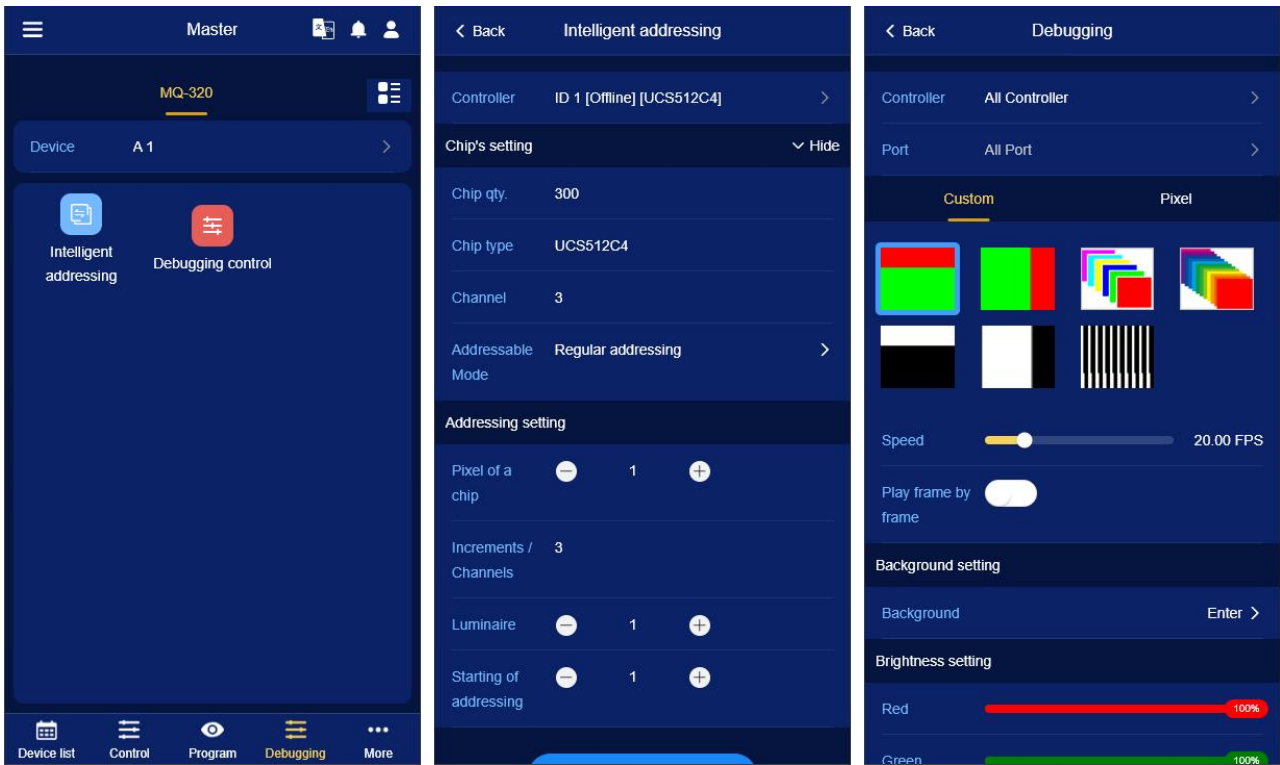 Master
MQ-320
Device A 1
Intelligent
addressing
Debugging control
Device list Control Program Debugging More
Back Intelligent addressing
Controller ID 1 [Offline] [UCS512C4]
Chip's setting Hide
Chip qty. 300
Chip type UCS512C4
Channel 3
Addressable
Mode
Regular addressing
Addressing setting
Pixel of a
chip
1
Increments /
Channels
3
Luminaire 1
Starting of
addressing
1
Back Debugging
Controller All Controller
Port All Port
Custom Pixel
Speed 20.00 FPS
Play frame by
frame
Background setting
Background Enter
Brightness setting
Red 100%
Green 100%